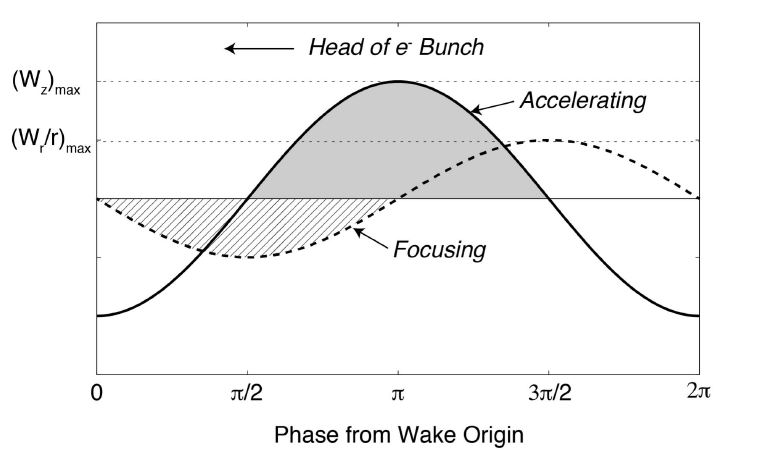 Head of e⁻ Bunch
(W_z)_max
Accelerating
(W_r/r)_max
Focusing
0 π/2 π 3π/2 2π
Phase from Wake Origin